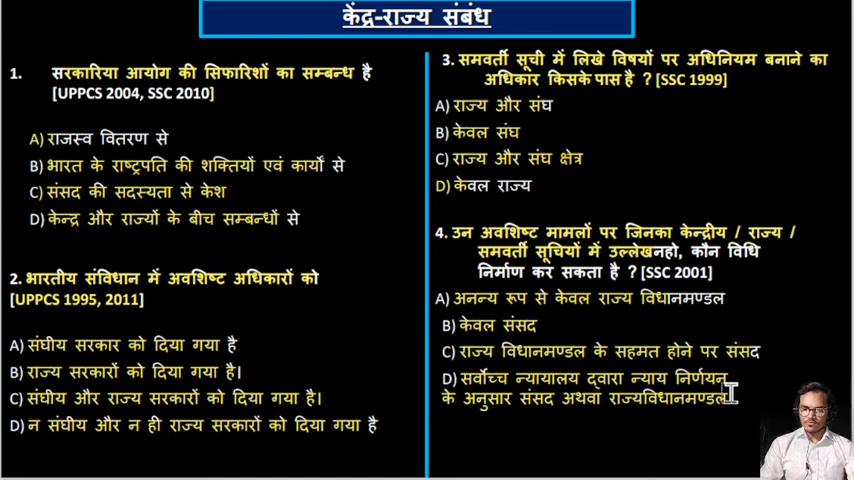 केंद्र-राज्य संबंध
1. सरकारिया आयोग की सिफारिशों का सम्बन्ध है
[UPPCS 2004, SSC 2010]
A) राजस्व वितरण से
B) भारत के राष्ट्रपति की शक्तियों एवं कार्यों से
C) संसद की सदस्यता से केश
D) केन्द्र और राज्यों के बीच सम्बन्धों से
2. भारतीय संविधान में अवशिष्ट अधिकारों को
[UPPCS 1995, 2011]
A) संघीय सरकार को दिया गया है
B) राज्य सरकारों को दिया गया है।
C) संघीय और राज्य सरकारों को दिया गया है।
D) न संघीय और न ही राज्य सरकारों को दिया गया है
3. समवर्ती सूची में लिखे विषयों पर अधिनियम बनाने का
अधिकार किसके पास है ? [SSC 1999]
A) राज्य और संघ
B) केवल संघ
C) राज्य और संघ क्षेत्र
D) केवल राज्य
4. उन अवशिष्ट मामलों पर जिनका केन्द्रीय / राज्य /
समवर्ती सूचियों में उल्लेखनहो, कौन विधि
निर्माण कर सकता है ? [SSC 2001]
A) अनन्य रूप से केवल राज्य विधानमण्डल
B) केवल संसद
C) राज्य विधानमण्डल के सहमत होने पर संसद
D) सर्वोच्च न्यायालय द्वारा न्याय निर्णयन
के अनुसार संसद अथवा राज्यविधानमण्डल